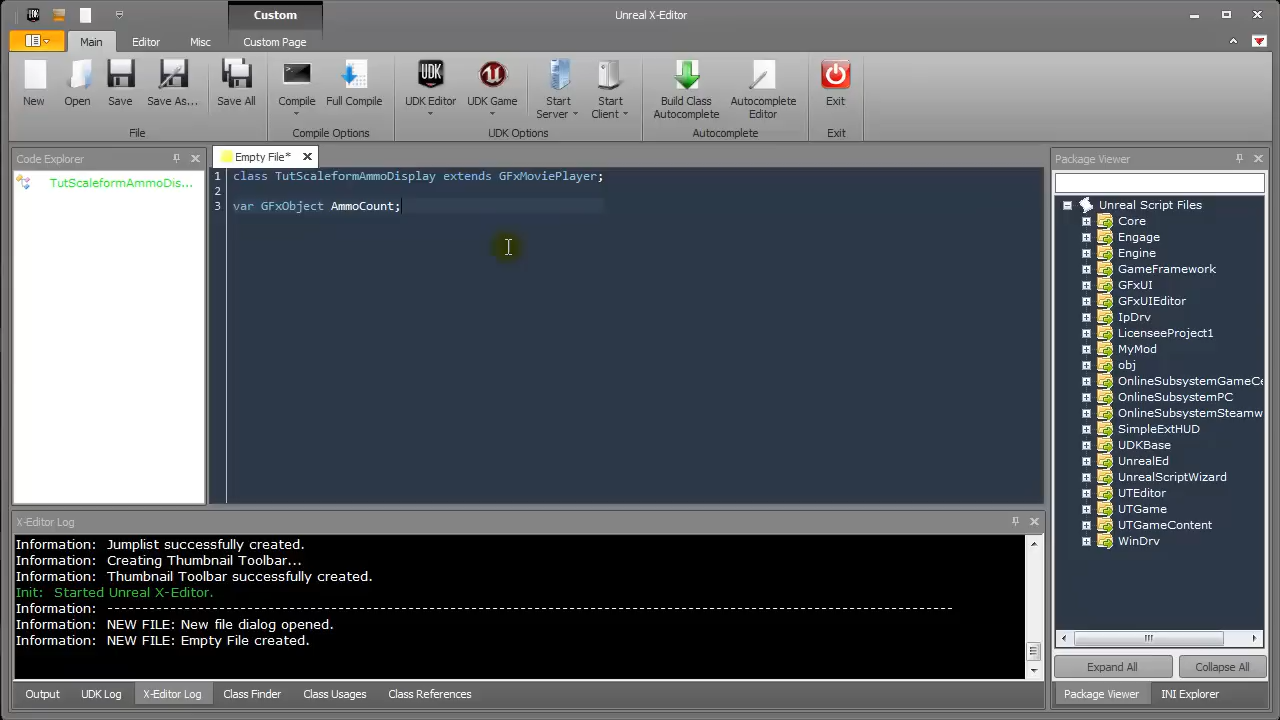 Custom
Unreal X-Editor
Main
Editor
Misc
Custom Page
New
Open
Save
Save As...
Save All
Compile
Full Compile
UDK
UDK Editor
UDK Game
Start Server
Start Client
Build Class Autocomplete
Autocomplete Editor
Exit
File
Compile Options
UDK Options
Autocomplete
Exit
Code Explorer
TutScaleformAmmoDis...
Empty File*
1 class TutScaleformAmmoDisplay extends GFxMoviePlayer;
2
3 var GFxObject AmmoCount;
Package Viewer
Unreal Script Files
Core
Engage
Engine
GameFramework
GFxUI
GFxUIEditor
IpDrv
LicenseeProject1
MyMod
obj
OnlineSubsystemGameCe
OnlineSubsystemPC
OnlineSubsystemSteamw
SimpleExtHUD
UDKBase
UnrealEd
UnrealScriptWizard
UTEditor
UTGame
UTGameContent
WinDrv
Expand All
Collapse All
Package Viewer
INI Explorer
X-Editor Log
Information: Jumplist successfully created.
Information: Creating Thumbnail Toolbar...
Information: Thumbnail Toolbar successfully created.
Init: Started Unreal X-Editor.
Information: ----------------------------------------------------------------------------------------------------
Information: NEW FILE: New file dialog opened.
Information: NEW FILE: Empty File created.
Output
UDK Log
X-Editor Log
Class Finder
Class Usages
Class References